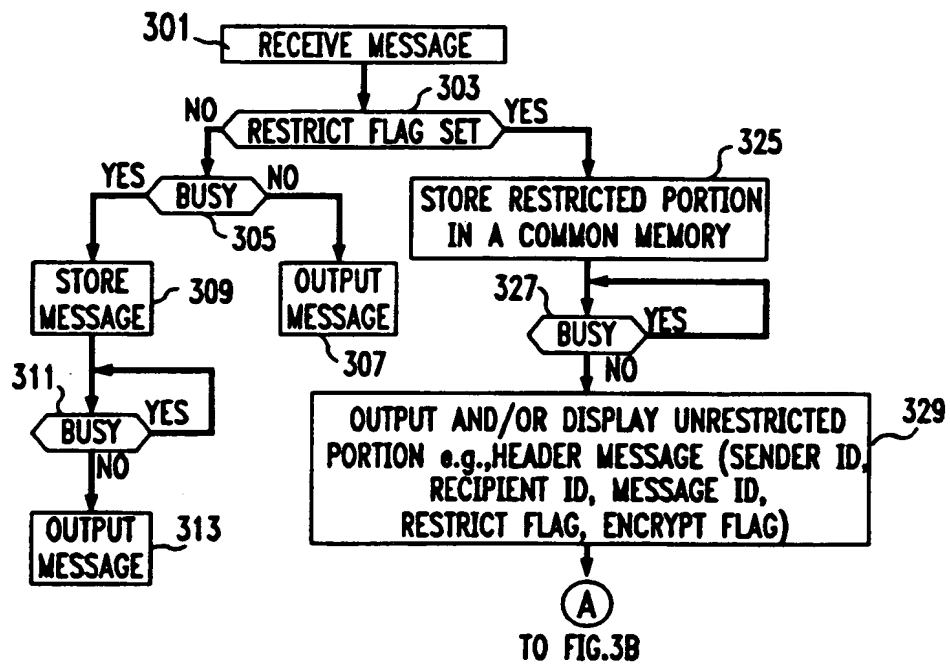 301
RECEIVE MESSAGE
303
NO
RESTRICT FLAG SET
YES
325
YES
BUSY
NO
305
STORE RESTRICTED PORTION
IN A COMMON MEMORY
STORE
MESSAGE
309
OUTPUT
MESSAGE
307
327
BUSY
YES
NO
311
BUSY
YES
NO
OUTPUT AND/OR DISPLAY UNRESTRICTED
PORTION e.g.,HEADER MESSAGE (SENDER ID,
RECIPIENT ID, MESSAGE ID,
RESTRICT FLAG, ENCRYPT FLAG)
329
OUTPUT
MESSAGE
313
A
TO FIG.3B